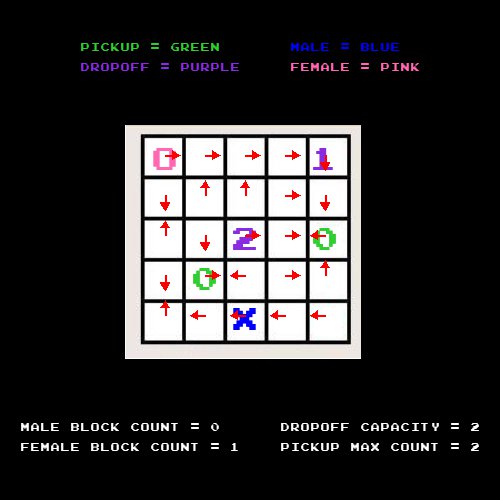 PICKUP = GREEN
MALE = BLUE
DROPOFF = PURPLE
FEMALE = PINK
0
1
2
0
0
X
MALE BLOCK COUNT = 0
DROPOFF CAPACITY = 2
FEMALE BLOCK COUNT = 1
PICKUP MAX COUNT = 2